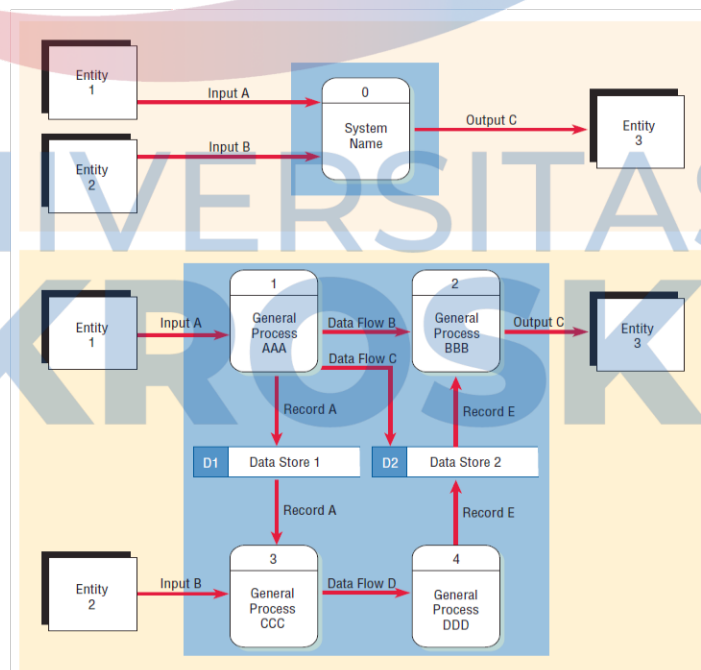 Entity
1
Input A
0
System
Name
Output C
Entity
3
Entity
2
Input B
Entity
1
Input A
1
General
Process
AAA
Data Flow B
Data Flow C
2
General
Process
BBB
Output C
Entity
3
Record A
Record E
D1 Data Store 1
D2 Data Store 2
Record A
Record E
Entity
2
Input B
3
General
Process
CCC
Data Flow D
4
General
Process
DDD
IVERSITAS
KROSK